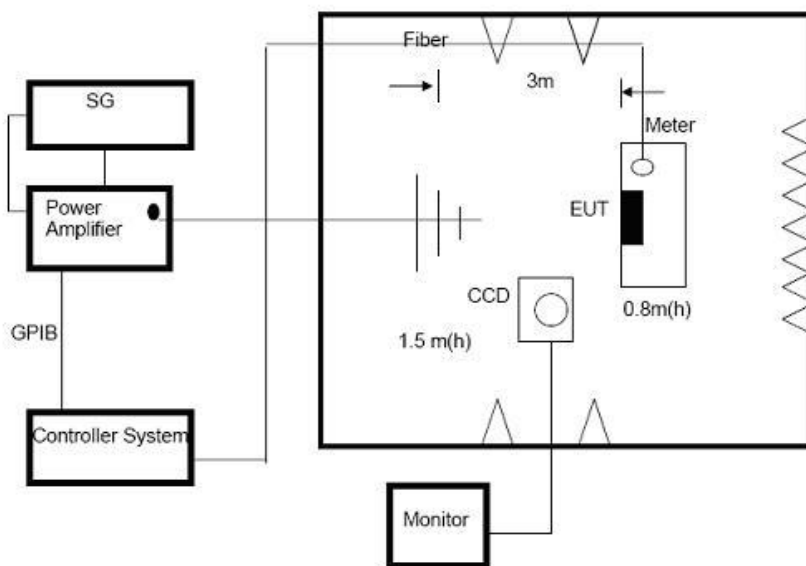 Fiber
3m
SG
Meter
Power
Amplifier
EUT
CCD
0.8m(h)
GPIB
1.5 m(h)
Controller System
Monitor